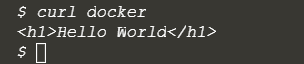 $ curl docker
<h1>Hello World</h1>
$